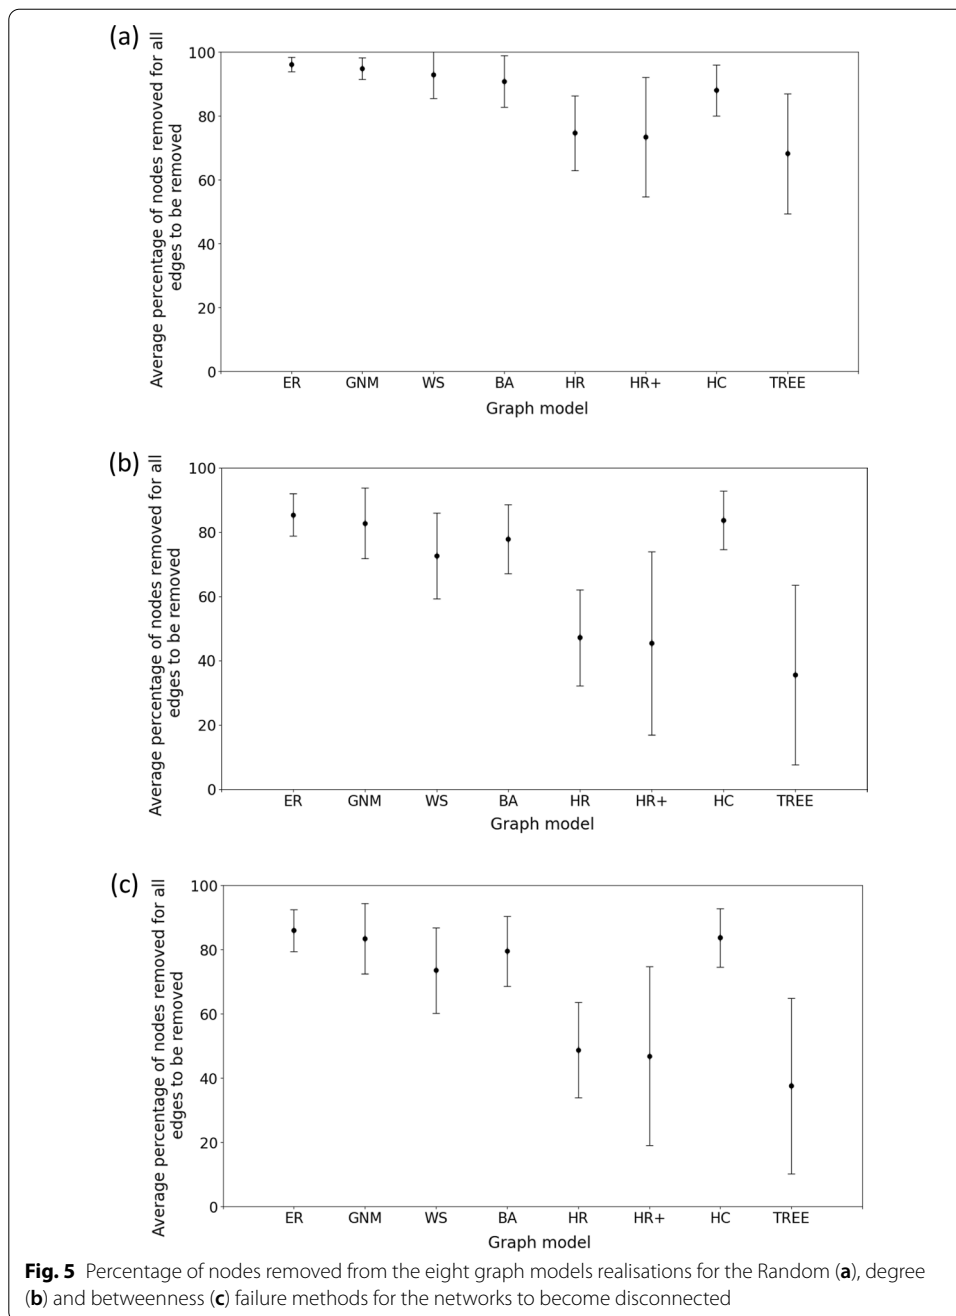 (a)
Average percentage of nodes removed for all
edges to be removed
100
80
60
40
20
0
ER GNM WS BA HR HR+ HC TREE
Graph model
(b)
Average percentage of nodes removed for all
edges to be removed
100
80
60
40
20
0
ER GNM WS BA HR HR+ HC TREE
Graph model
(c)
Average percentage of nodes removed for all
edges to be removed
100
80
60
40
20
0
ER GNM WS BA HR HR+ HC TREE
Graph model
Fig. 5 Percentage of nodes removed from the eight graph models realisations for the Random (a), degree
(b) and betweenness (c) failure methods for the networks to become disconnected